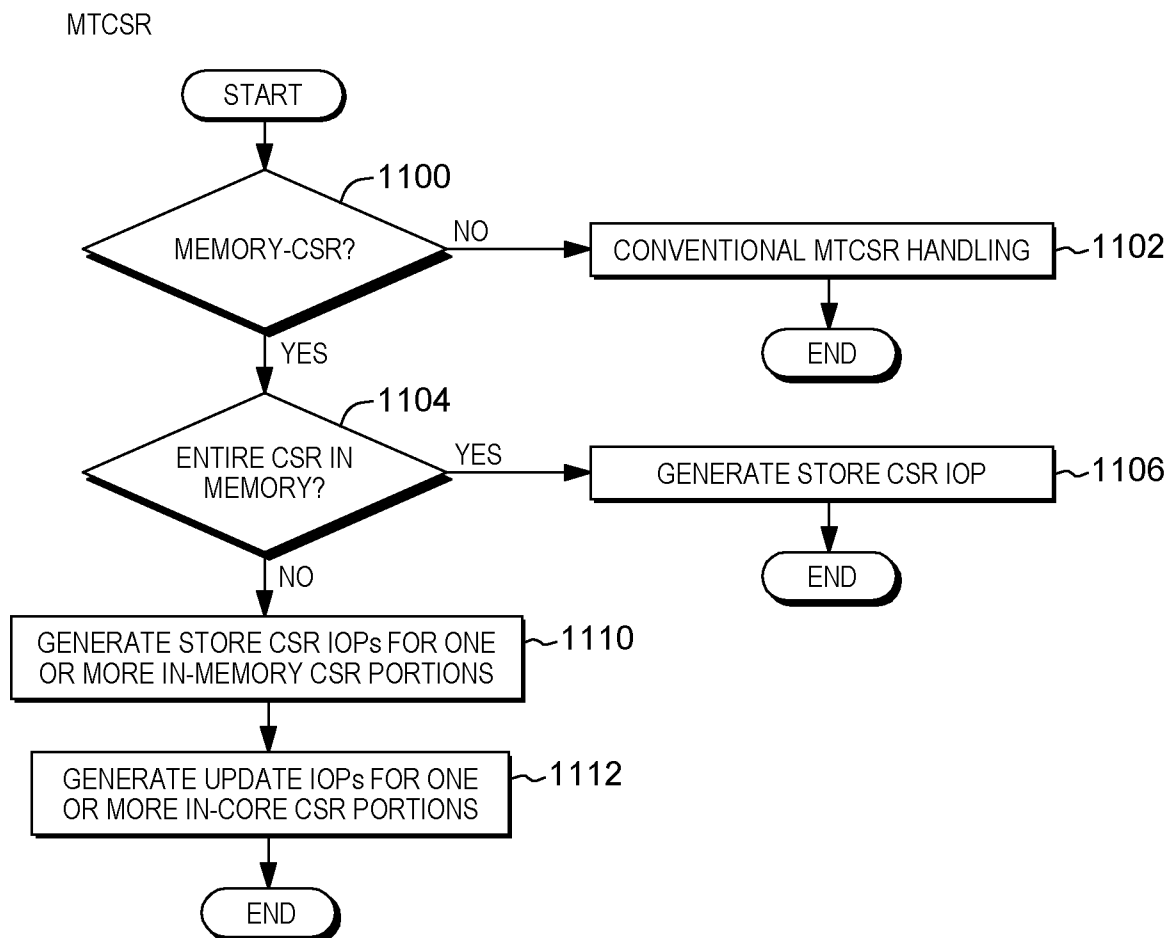 MTCSR
START
1100
MEMORY-CSR?
NO
CONVENTIONAL MTCSR HANDLING
1102
END
YES
1104
ENTIRE CSR IN
MEMORY?
YES
GENERATE STORE CSR IOP
1106
END
NO
GENERATE STORE CSR IOPs FOR ONE
OR MORE IN-MEMORY CSR PORTIONS
1110
GENERATE UPDATE IOPs FOR ONE
OR MORE IN-CORE CSR PORTIONS
1112
END